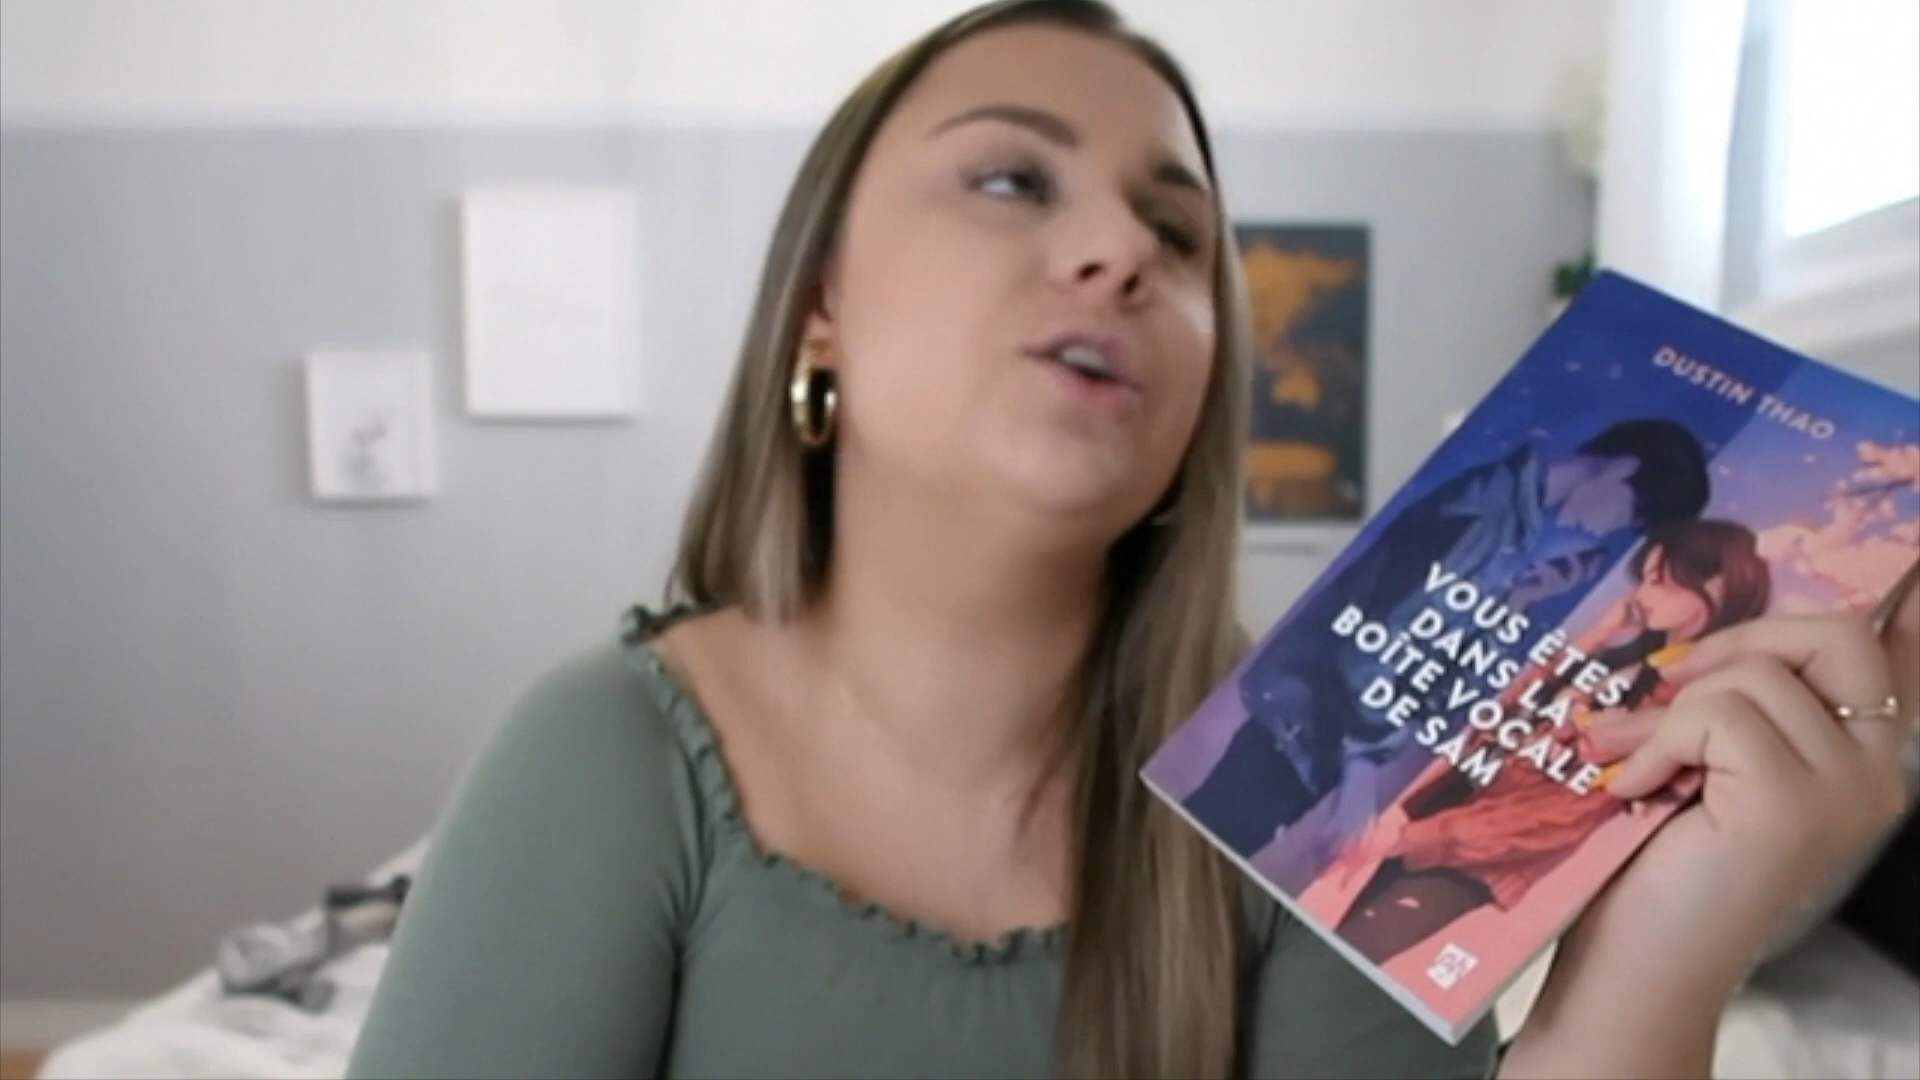 DUSTIN THAO
VOUS ÊTES
DANS LA
BOÎTE VOCALE
DE SAM